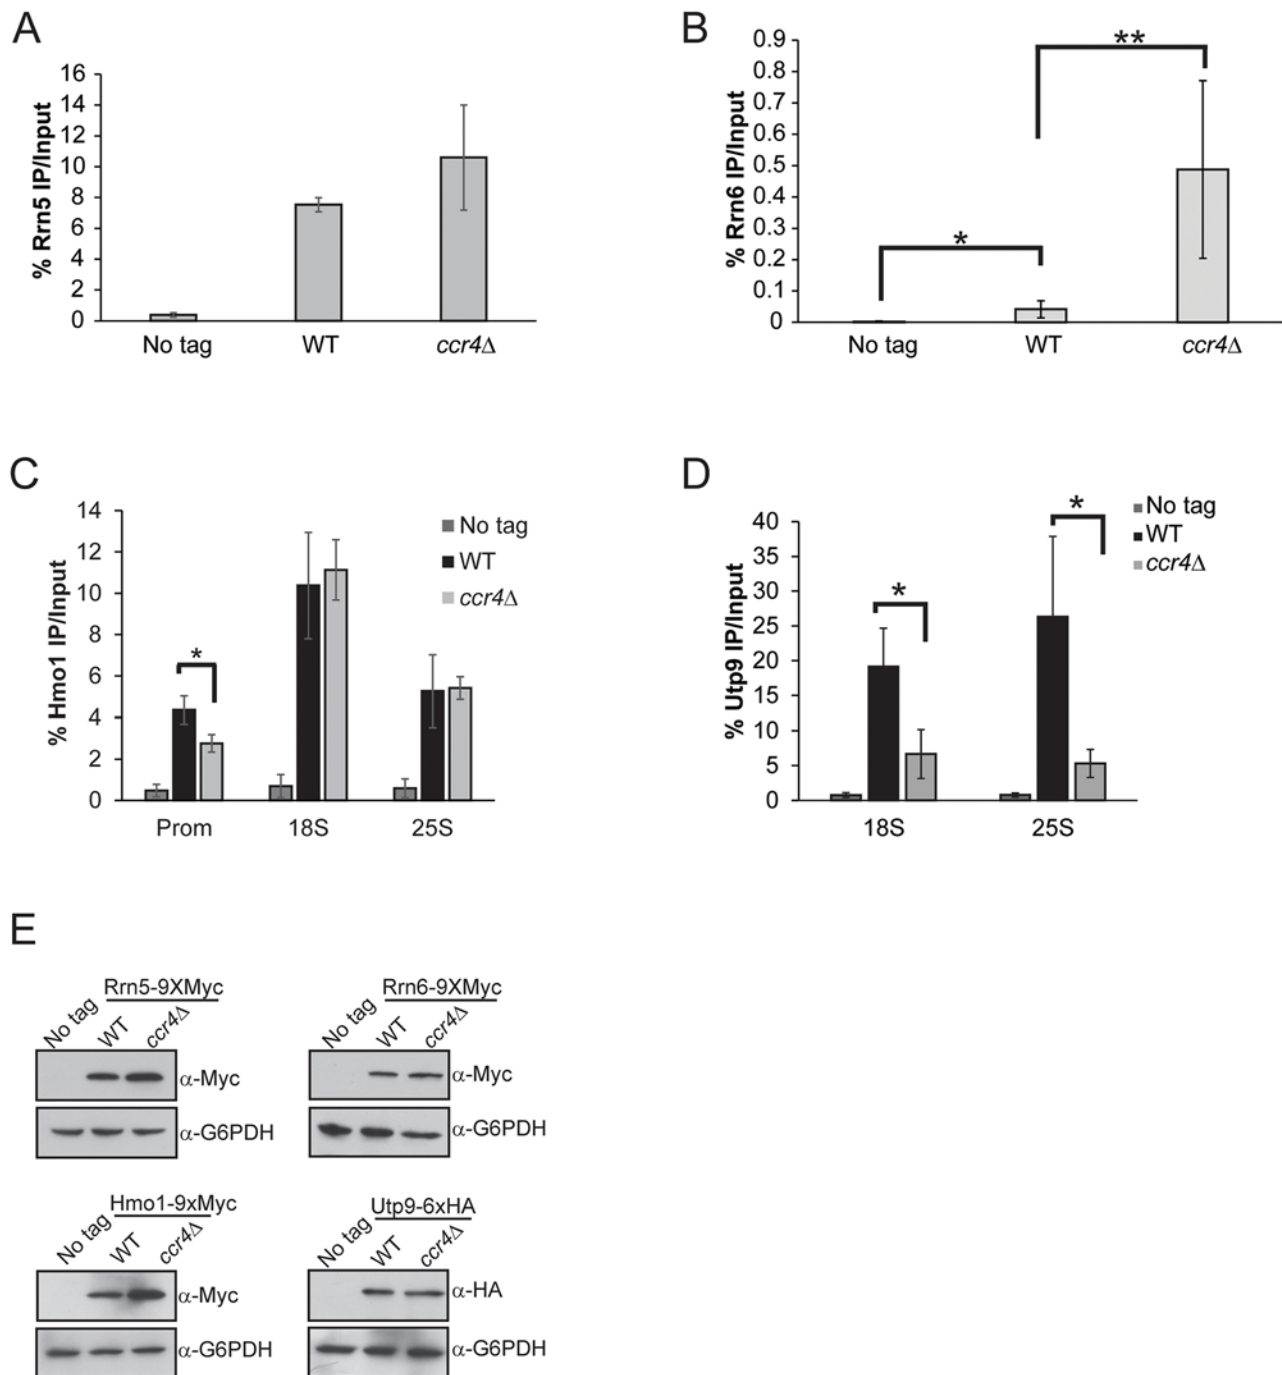 A
% Rrn5 IP/Input
16
14
12
10
8
6
4
2
0
No tag WT ccr4Δ
B
% Rrn6 IP/Input
0.9
0.8
0.7
0.6
0.5
0.4
0.3
0.2
0.1
0
* **
No tag WT ccr4Δ
C
% Hmo1 IP/Input
14
12
10
8
6
4
2
0
*
No tag
WT
ccr4Δ
Prom 18S 25S
D
% Utp9 IP/Input
40
35
30
25
20
15
10
5
0
* *
No tag
WT
ccr4Δ
18S 25S
E
Rrn5-9XMyc
No tag WT ccr4Δ
α-Myc
α-G6PDH
Rrn6-9XMyc
No tag WT ccr4Δ
α-Myc
α-G6PDH
Hmo1-9xMyc
No tag WT ccr4Δ
α-Myc
α-G6PDH
Utp9-6xHA
No tag WT ccr4Δ
α-HA
α-G6PDH